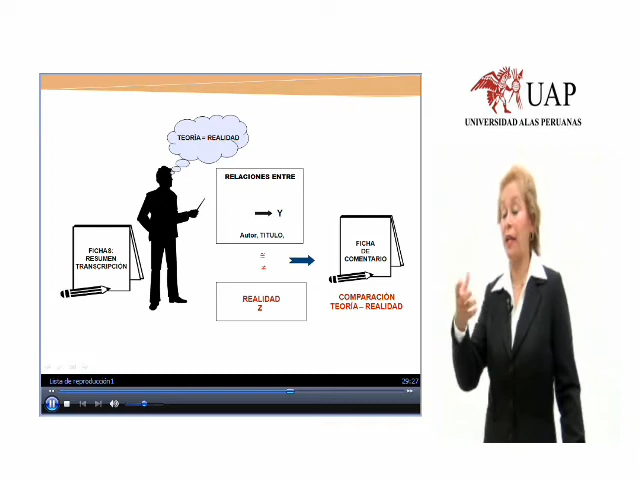 UAP
UNIVERSIDAD ALAS PERUANAS
TEORÍA = REALIDAD
RELACIONES ENTRE
Y
Autor, TITULO,
≅
≠
REALIDAD
Z
FICHAS:
RESUMEN
TRANSCRIPCIÓN
FICHA
DE
COMENTARIO
COMPARACIÓN
TEORÍA – REALIDAD
Lista de reproducción1
29:27